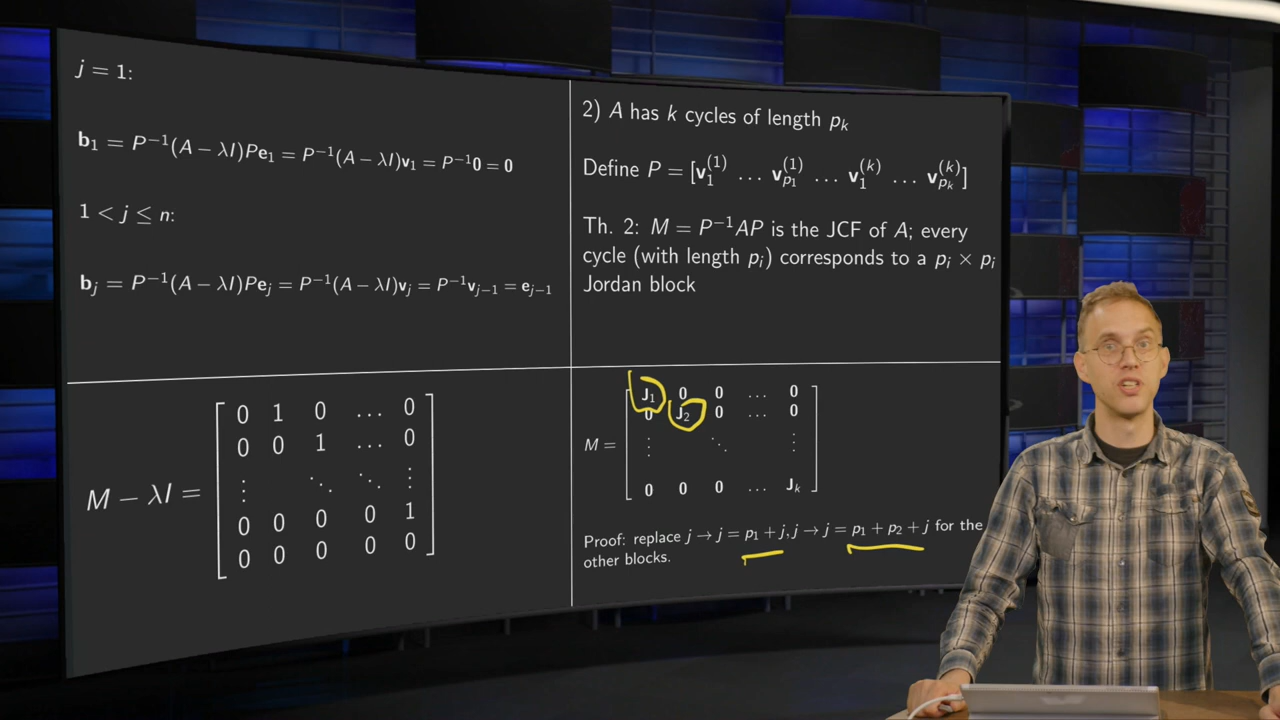 j = 1:
b₁ = P⁻¹(A − λI)Pe₁ = P⁻¹(A − λI)v₁ = P⁻¹0 = 0
1 < j ≤ n:
bⱼ = P⁻¹(A − λI)Peⱼ = P⁻¹(A − λI)vⱼ = P⁻¹vⱼ₋₁ = eⱼ₋₁
2) A has k cycles of length pₖ
Define P = [v₁^(1) … v_{p₁}^(1) … v₁^(k) … v_{pₖ}^(k)]
Th. 2: M = P⁻¹AP is the JCF of A; every
cycle (with length pᵢ) corresponds to a pᵢ × pᵢ
Jordan block
M − λI =
0 1 0 … 0
0 0 1 … 0
⋮ ⋱ ⋱ ⋮
0 0 0 0 1
0 0 0 0 0
M =
J₁ 0 0 … 0
0 J₂ 0 … 0
⋮ ⋱ ⋮
0 0 0 … Jₖ
Proof: replace j → j = p₁ + j, j → j = p₁ + p₂ + j for the
other blocks.